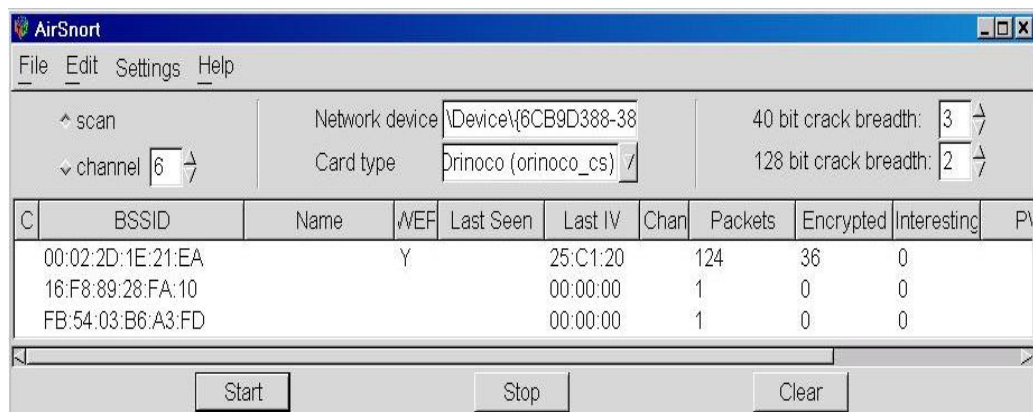 AirSnort
File Edit Settings Help
scan Network device \Device\{6CB9D388-38 40 bit crack breadth: 3
channel 6 Card type Orinoco (orinoco_cs) 128 bit crack breadth: 2
C BSSID Name WEP Last Seen Last IV Chan Packets Encrypted Interesting
00:02:2D:1E:21:EA Y 25:C1:20 124 36 0
16:F8:89:28:FA:10 00:00:00 1 0 0
FB:54:03:B6:A3:FD 00:00:00 1 0 0
Start Stop Clear